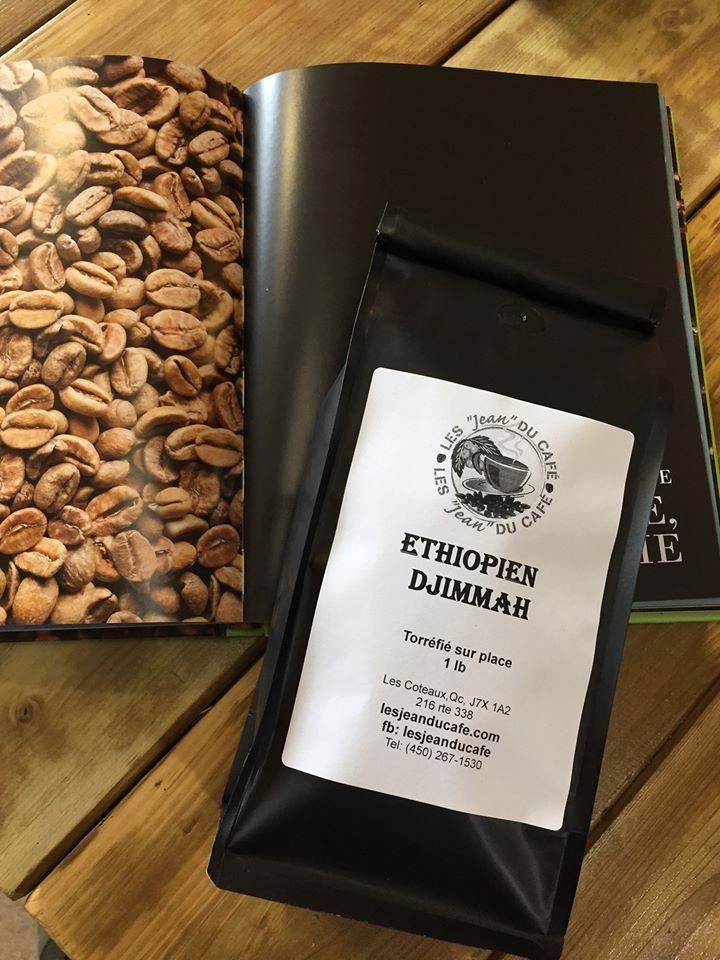 LES "Jean" DU CAFÉ
LES "Jean" DU CAFÉ
ETHIOPIEN
DJIMMAH
Torréfié sur place
1 lb
Les Coteaux,Qc, J7X 1A2
216 rte 338
lesjeanducafe.com
fb: lesjeanducafe
Tel: (450) 267-1530